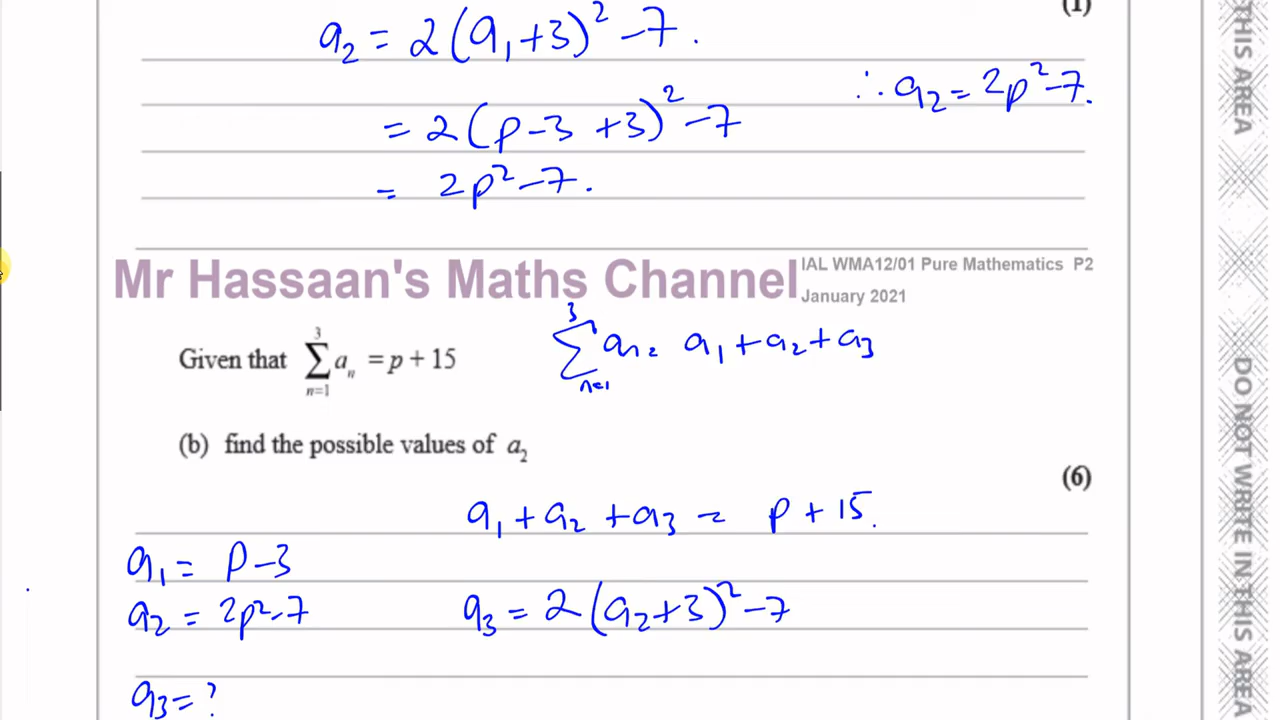 (1)
a₂ = 2(a₁+3)² −7.
∴ a₂ = 2p² −7.
= 2(p−3 +3)² −7
= 2p² −7.
Mr Hassaan's Maths Channel
IAL WMA12/01 Pure Mathematics P2
January 2021
Given that ∑ₙ₌₁³ aₙ = p + 15
∑ₙ₌₁³ aₙ = a₁ + a₂ + a₃
(b) find the possible values of a₂
(6)
a₁ + a₂ + a₃ = p + 15.
a₁ = p −3
a₂ = 2p² −7
a₃ = 2(a₂+3)² −7
a₃ = ?
THIS AREA
DO NOT WRITE IN THIS AREA